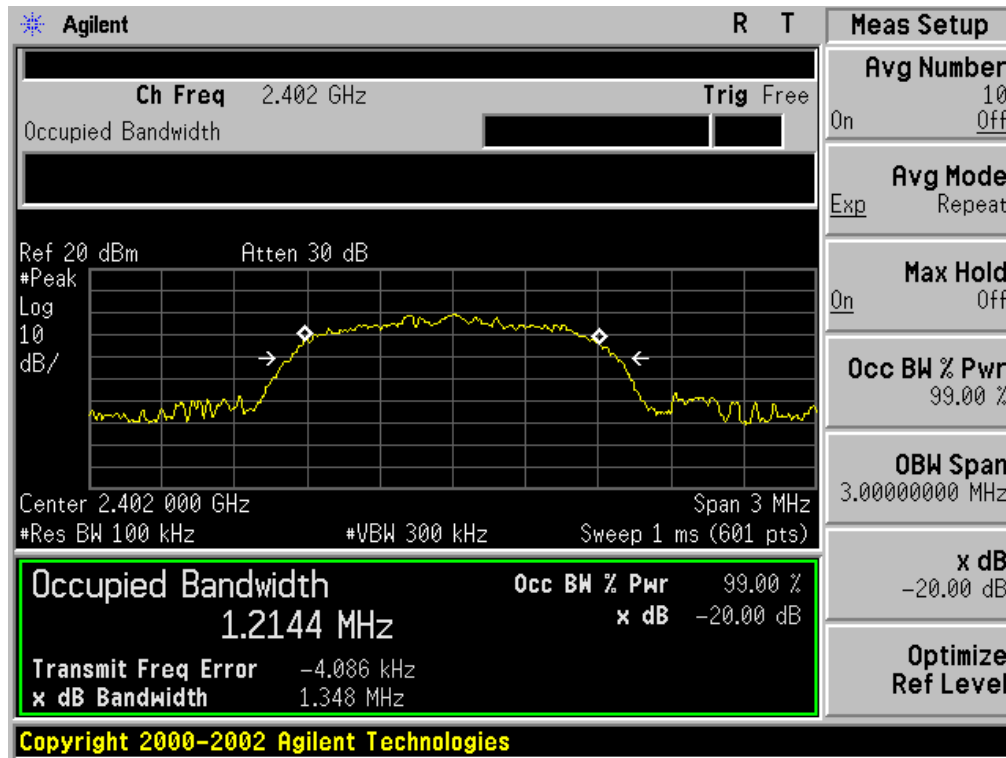 Agilent R T
Ch Freq 2.402 GHz Trig Free
Occupied Bandwidth
Ref 20 dBm Atten 30 dB
#Peak
Log
10
dB/
Center 2.402 000 GHz Span 3 MHz
#Res BW 100 kHz #VBW 300 kHz Sweep 1 ms (601 pts)
Occupied Bandwidth Occ BW % Pwr 99.00 %
1.2144 MHz x dB -20.00 dB
Transmit Freq Error -4.086 kHz
x dB Bandwidth 1.348 MHz
Copyright 2000-2002 Agilent Technologies
Meas Setup
Avg Number
10
On Off
Avg Mode
Exp Repeat
Max Hold
On Off
Occ BW % Pwr
99.00 %
OBW Span
3.00000000 MHz
x dB
-20.00 dB
Optimize
Ref Level